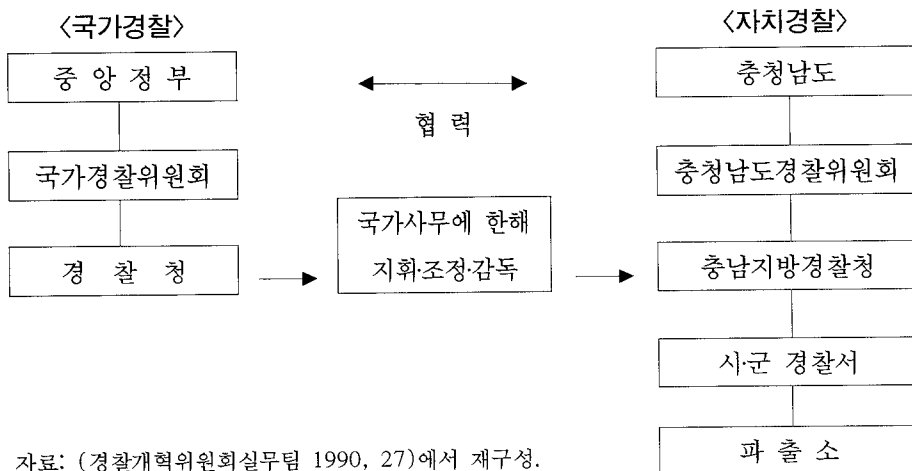 〈국가경찰〉
〈자치경찰〉
중 앙 정 부
충청남도
협 력
국가경찰위원회
충청남도경찰위원회
국가사무에 한해
지휘·조정·감독
경 찰 청
충남지방경찰청
시·군 경찰서
파 출 소
자료: (경찰개혁위원회실무팀 1990, 27)에서 재구성.